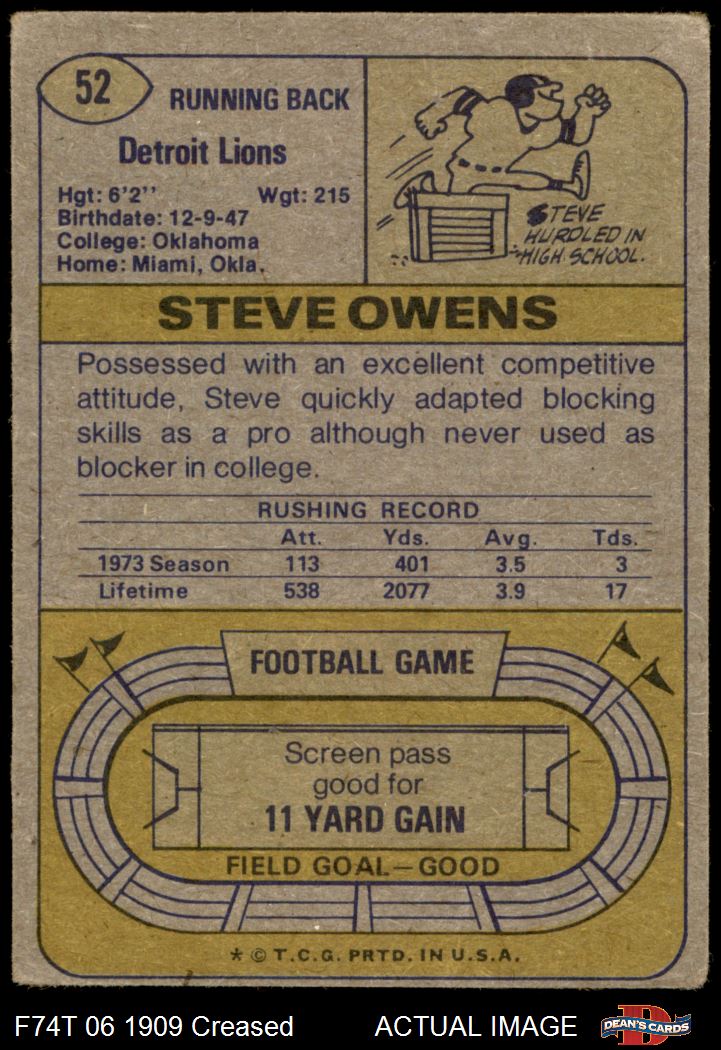 52
RUNNING BACK
Detroit Lions
Hgt: 6'2'' Wgt: 215
Birthdate: 12-9-47
College: Oklahoma
Home: Miami, Okla.
STEVE
HURDLED IN
HIGH SCHOOL.
STEVE OWENS
Possessed with an excellent competitive
attitude, Steve quickly adapted blocking
skills as a pro although never used as
blocker in college.
RUSHING RECORD
Att. Yds. Avg. Tds.
1973 Season 113 401 3.5 3
Lifetime 538 2077 3.9 17
FOOTBALL GAME
Screen pass
good for
11 YARD GAIN
FIELD GOAL—GOOD
* © T.C.G. PRTD. IN U.S.A.
F74T 06 1909 Creased ACTUAL IMAGE
D
DEAN'S CARDS